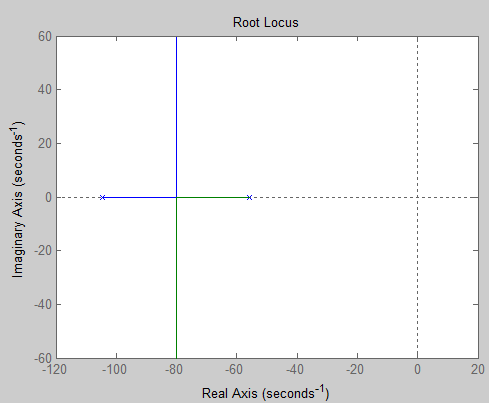 Root Locus
60
40
20
0
-20
-40
-60
-120 -100 -80 -60 -40 -20 0 20
Imaginary Axis (seconds⁻¹)
Real Axis (seconds⁻¹)